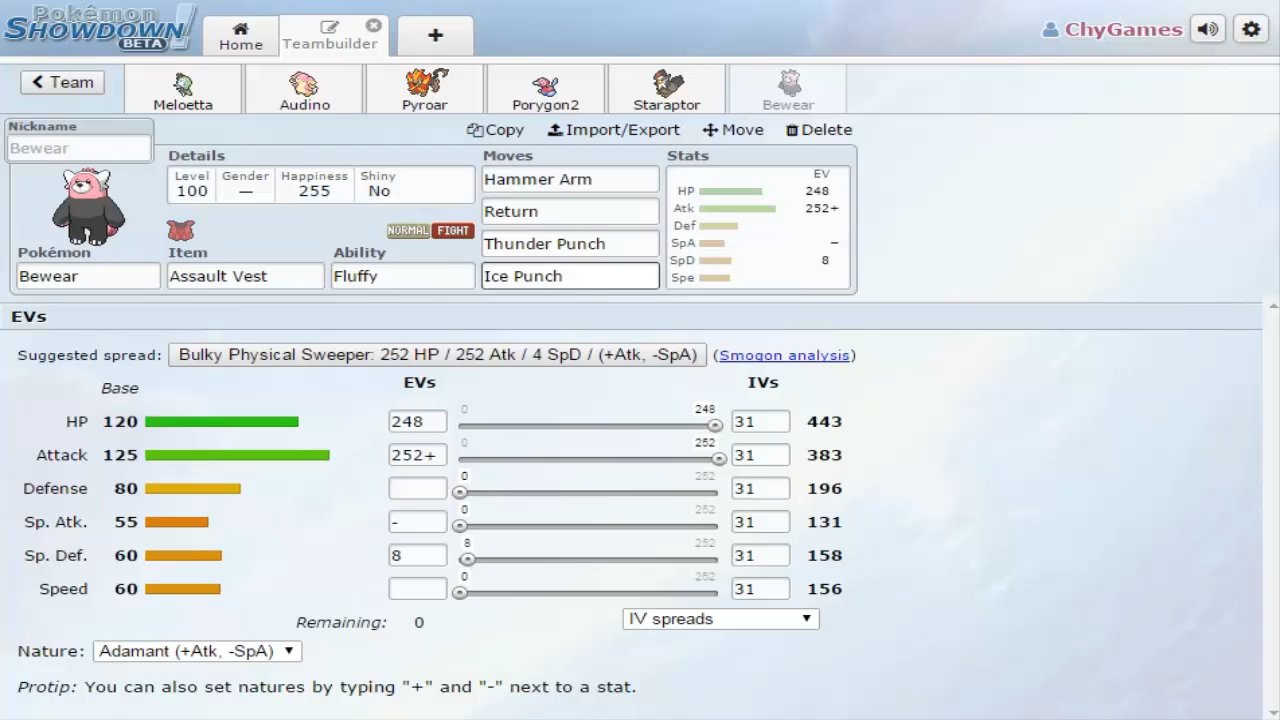 Pokémon
SHOWDOWN!
BETA
Home
Teambuilder
+
ChyGames
Team
Meloetta
Audino
Pyroar
Porygon2
Staraptor
Bewear
Copy
Import/Export
Move
Delete
Nickname
Bewear
Details
Level
100
Gender
—
Happiness
255
Shiny
No
NORMAL FIGHT
Pokémon
Bewear
Item
Assault Vest
Ability
Fluffy
Moves
Hammer Arm
Return
Thunder Punch
Ice Punch
Stats
EV
HP 248
Atk 252+
Def
SpA −
SpD 8
Spe
EVs
Suggested spread: Bulky Physical Sweeper: 252 HP / 252 Atk / 4 SpD / (+Atk, -SpA) (Smogon analysis)
Base EVs IVs
HP 120 248 0 248 31 443
Attack 125 252+ 0 252 31 383
Defense 80 0 252 31 196
Sp. Atk. 55 - 0 252 31 131
Sp. Def. 60 8 8 252 31 158
Speed 60 0 252 31 156
Remaining: 0
IV spreads
Nature: Adamant (+Atk, -SpA)
Protip: You can also set natures by typing "+" and "-" next to a stat.